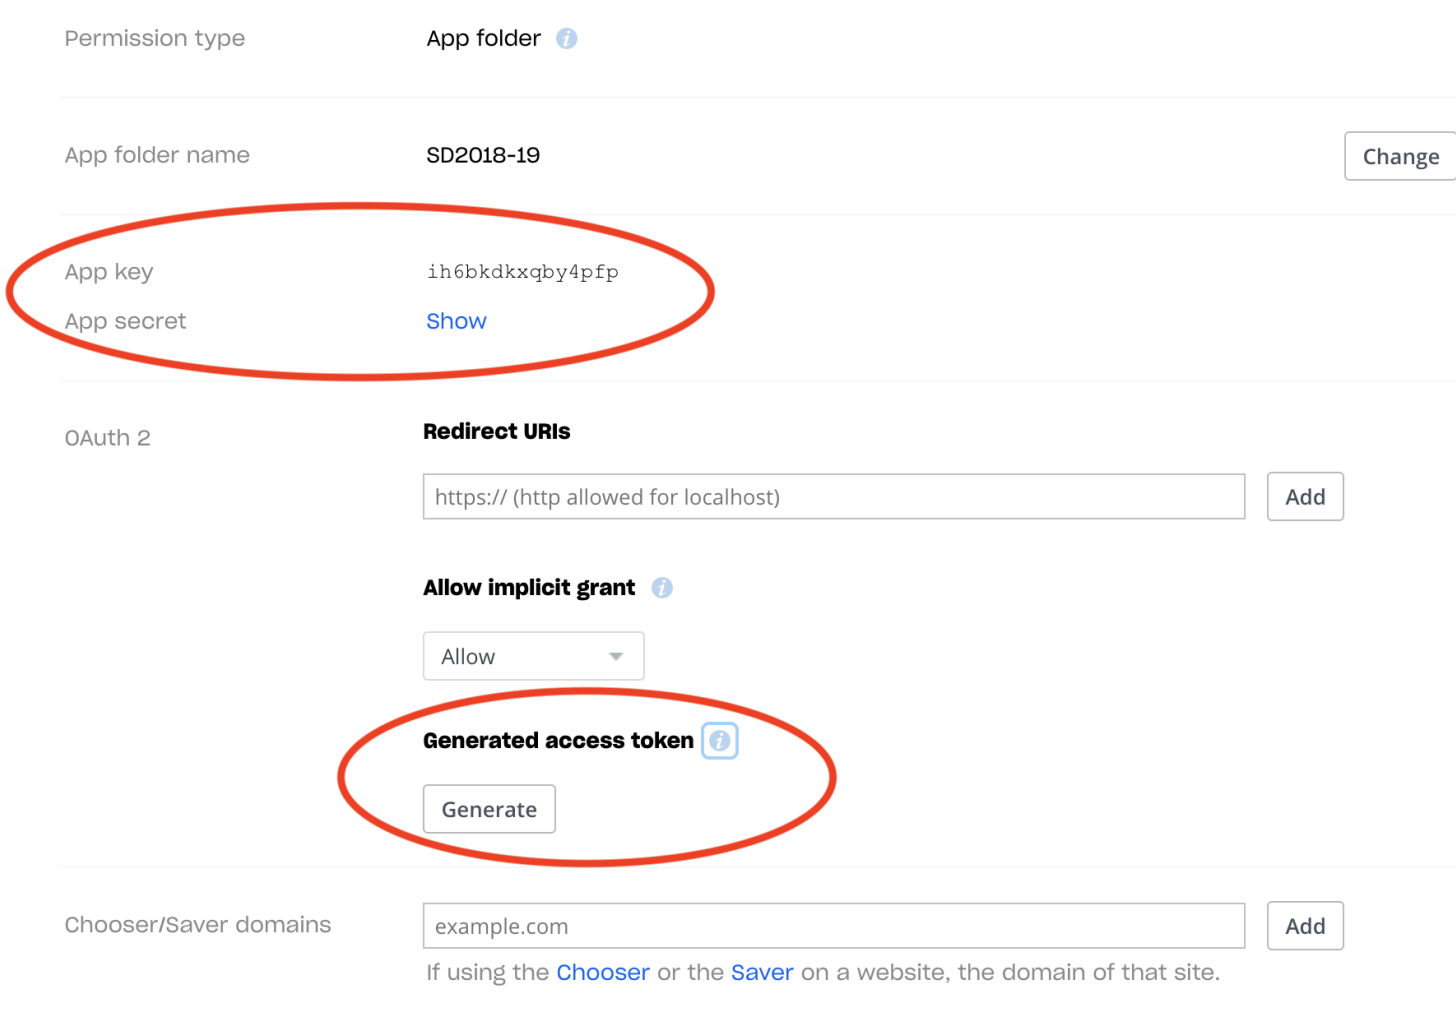 Permission type App folder i
App folder name SD2018-19 Change
App key ih6bkdkxqby4pfp
App secret Show
OAuth 2 Redirect URIs
https:// (http allowed for localhost) Add
Allow implicit grant i
Allow
Generated access token i
Generate
Chooser/Saver domains example.com Add
If using the Chooser or the Saver on a website, the domain of that site.